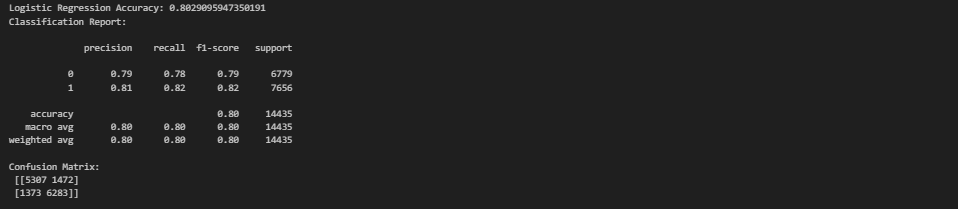 Logistic Regression Accuracy: 0.8029095947350191
Classification Report:
precision recall f1-score support
0 0.79 0.78 0.79 6779
1 0.81 0.82 0.82 7656
accuracy 0.80 14435
macro avg 0.80 0.80 0.80 14435
weighted avg 0.80 0.80 0.80 14435
Confusion Matrix:
[[5307 1472]
[1373 6283]]